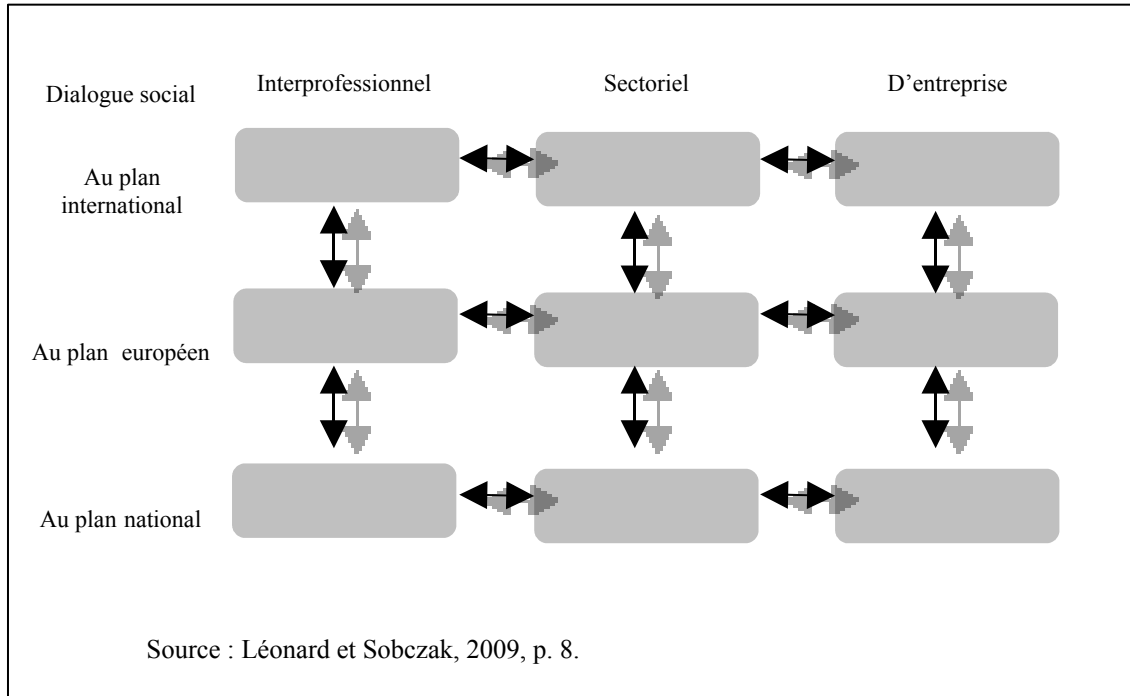 Dialogue social
Interprofessionnel
Sectoriel
D’entreprise
Au plan
international
Au plan européen
Au plan national
Source : Léonard et Sobczak, 2009, p. 8.